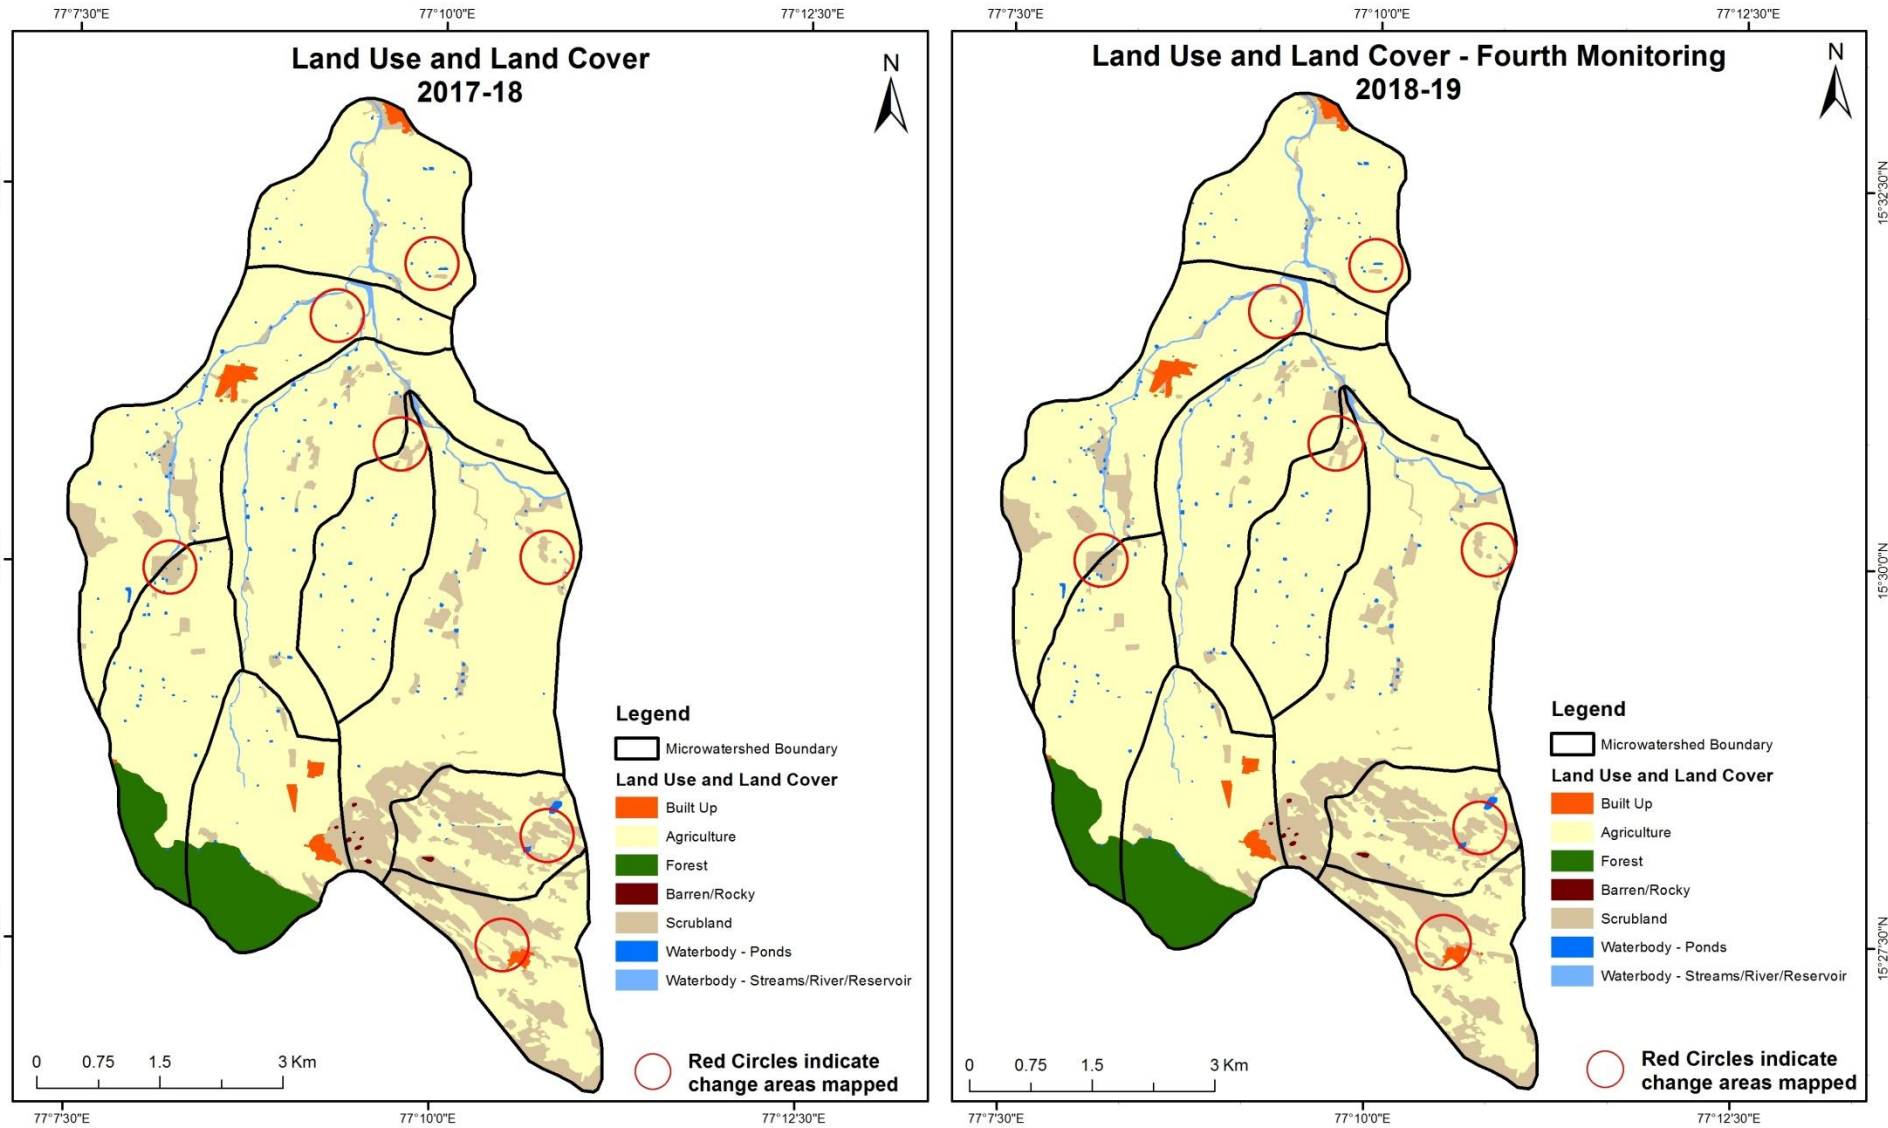 77°7'30"E
77°10'0"E
77°12'30"E
Land Use and Land Cover
2017-18
N
Legend
Microwatershed Boundary
Land Use and Land Cover
Built Up
Agriculture
Forest
Barren/Rocky
Scrubland
Waterbody - Ponds
Waterbody - Streams/River/Reservoir
0 0.75 1.5 3 Km
Red Circles indicate
change areas mapped
77°7'30"E
77°10'0"E
77°12'30"E
77°7'30"E
77°10'0"E
77°12'30"E
Land Use and Land Cover - Fourth Monitoring
2018-19
N
15°32'30"N
15°30'0"N
15°27'30"N
Legend
Microwatershed Boundary
Land Use and Land Cover
Built Up
Agriculture
Forest
Barren/Rocky
Scrubland
Waterbody - Ponds
Waterbody - Streams/River/Reservoir
0 0.75 1.5 3 Km
Red Circles indicate
change areas mapped
77°7'30"E
77°10'0"E
77°12'30"E